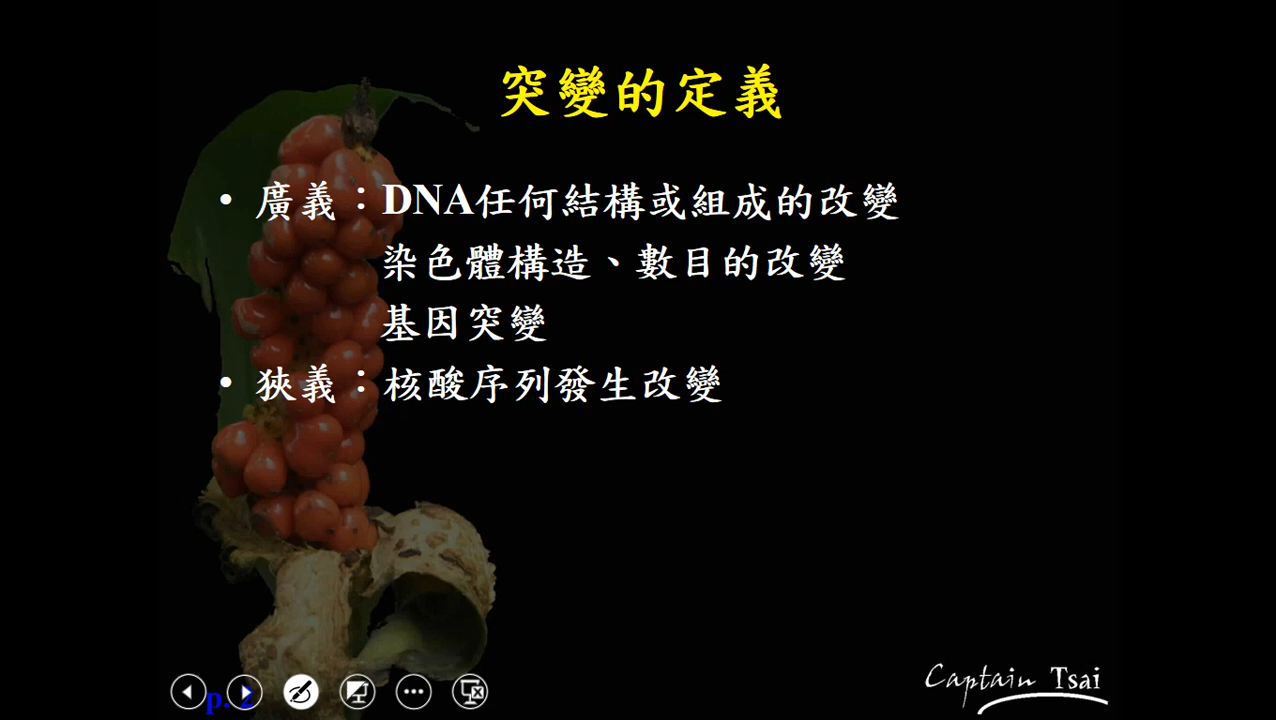 突變的定義
• 廣義：DNA任何結構或組成的改變
染色體構造、數目的改變
基因突變
• 狹義：核酸序列發生改變
p. 2
Captain Tsai